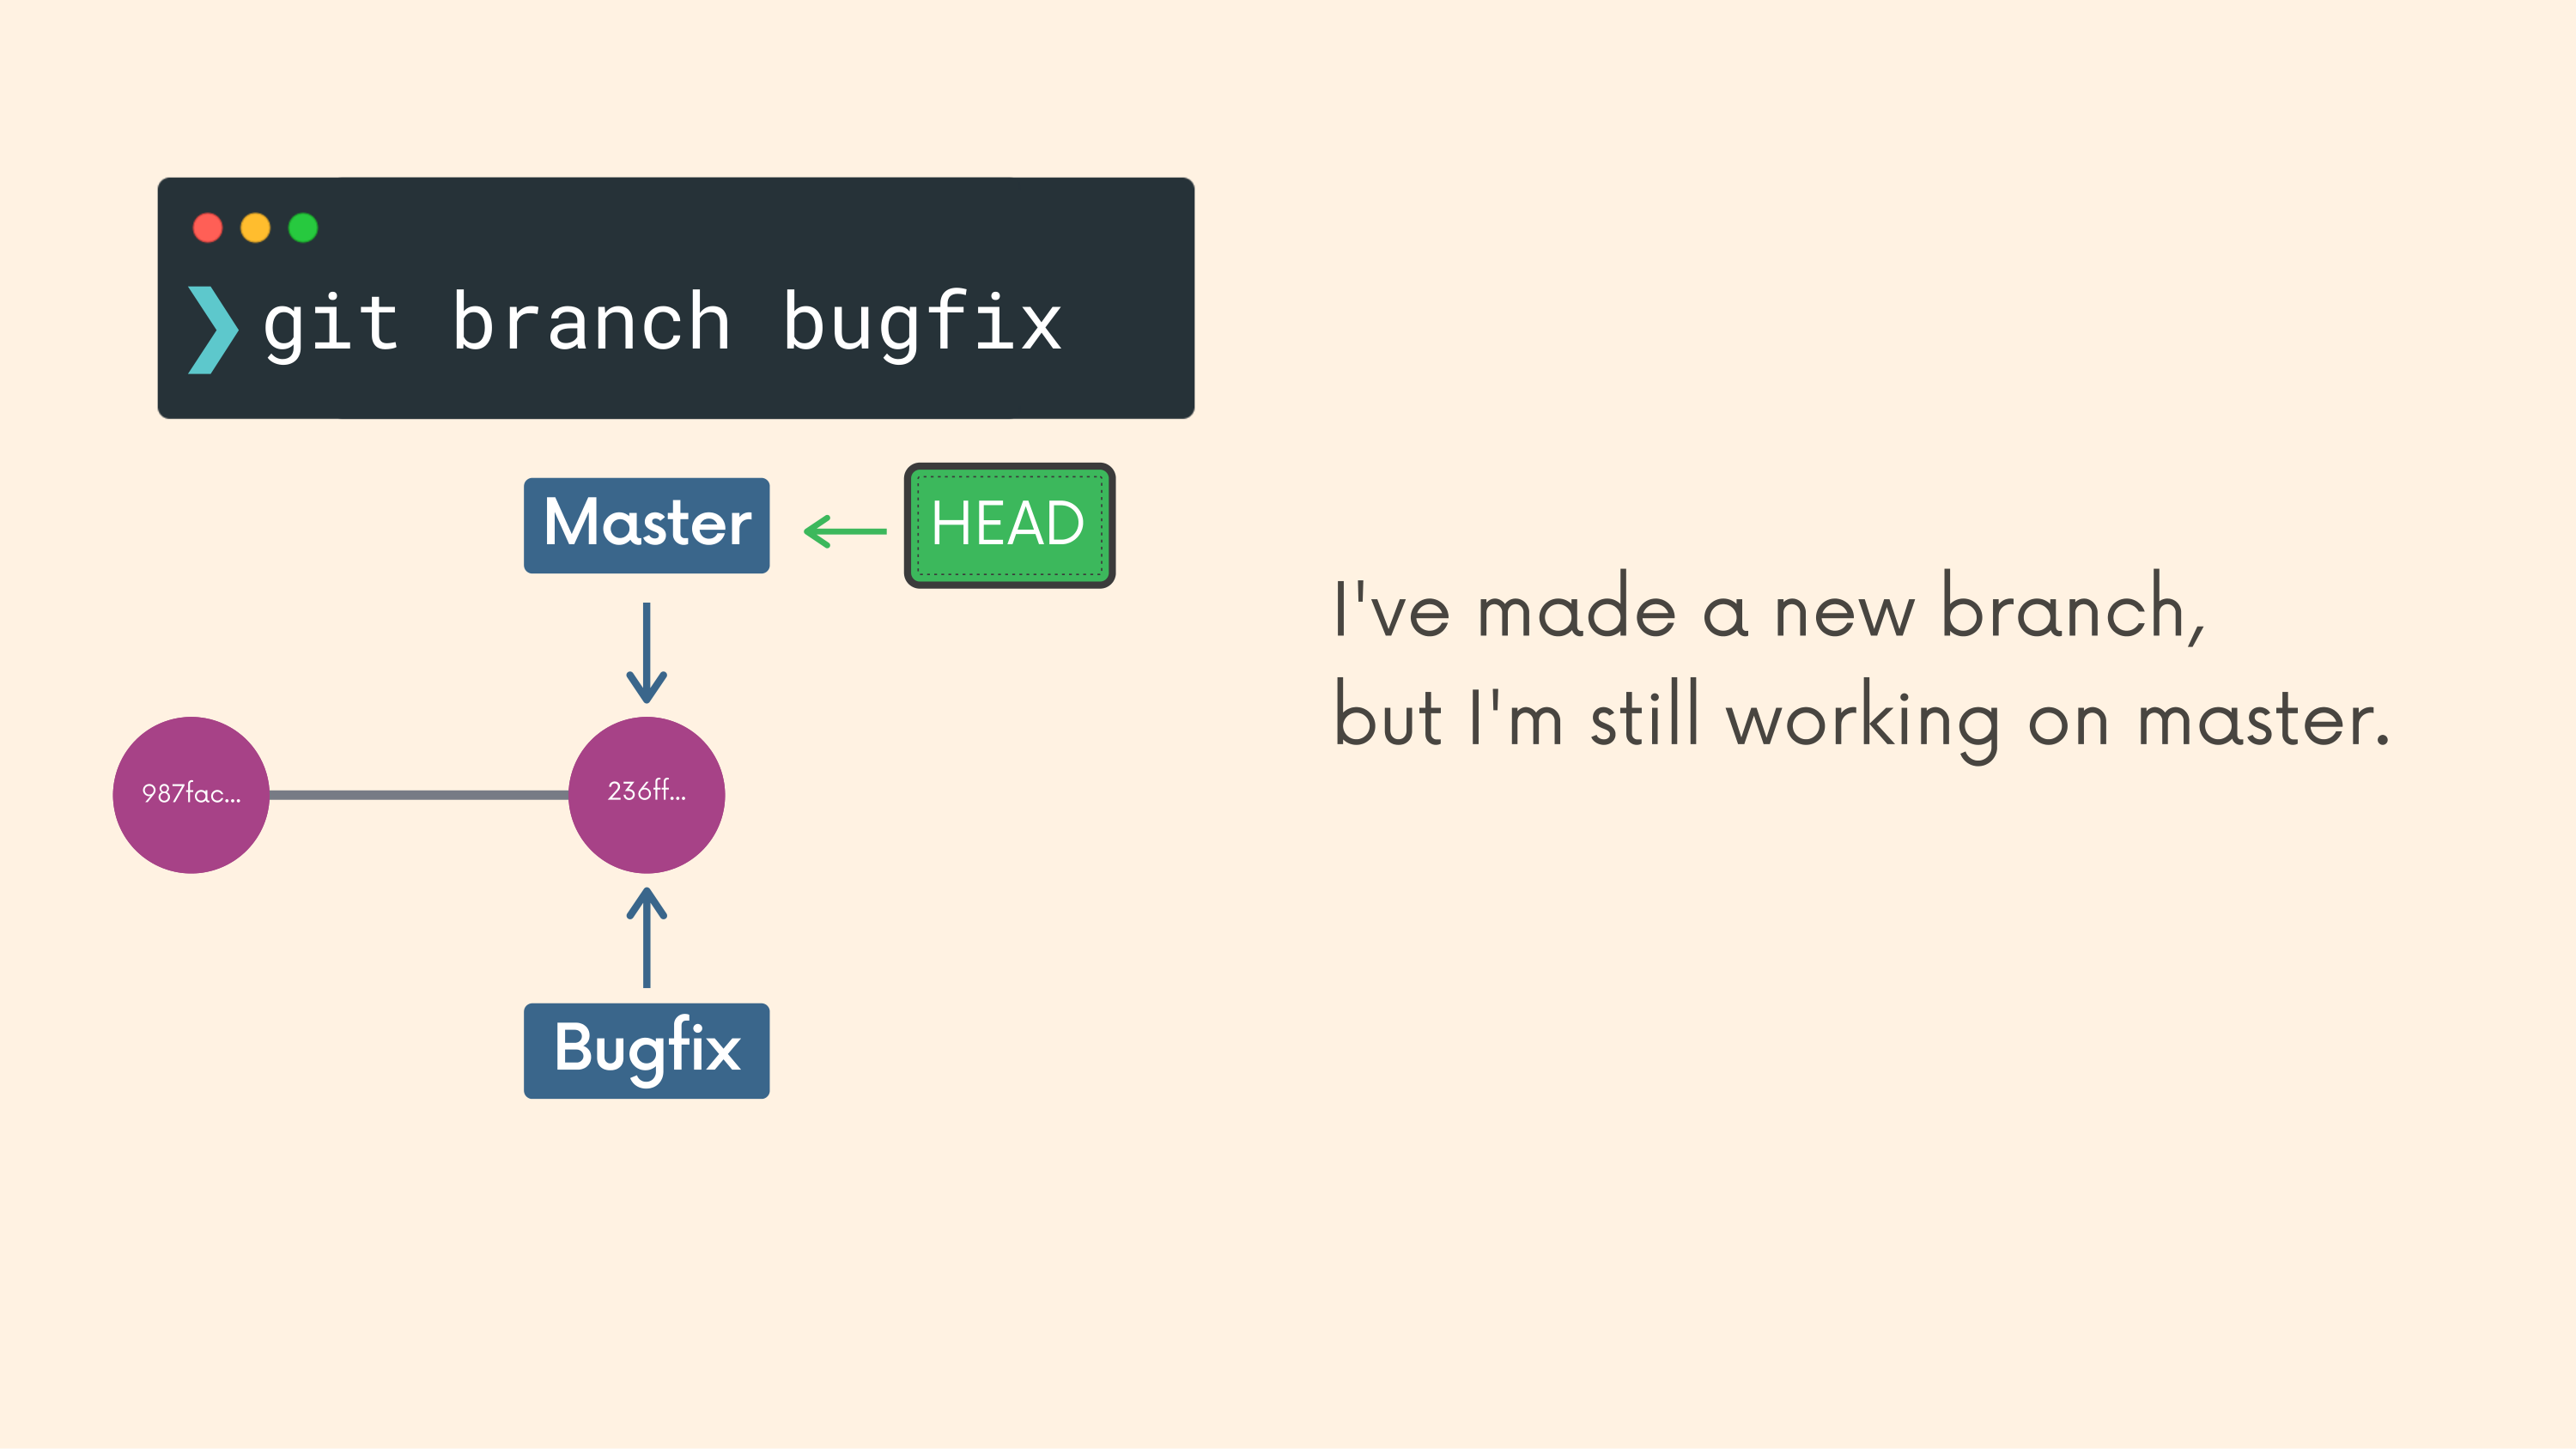 ❯ git branch bugfix
Master
HEAD
I've made a new branch,
but I'm still working on master.
987fac...
236ff...
Bugfix